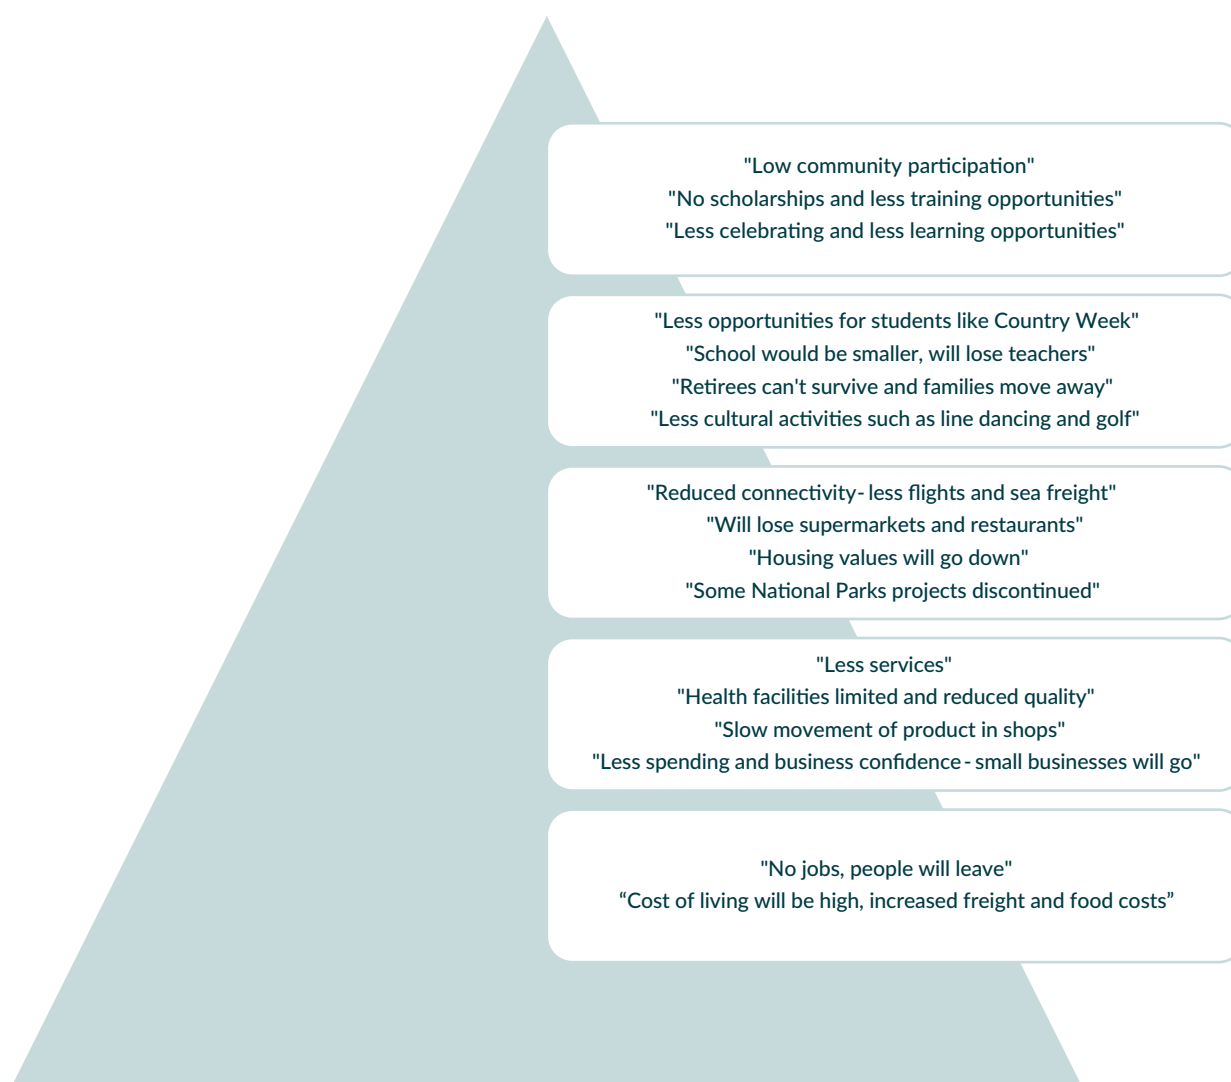 "Low community participation"
"No scholarships and less training opportunities"
"Less celebrating and less learning opportunities"
"Less opportunities for students like Country Week"
"School would be smaller, will lose teachers"
"Retirees can't survive and families move away"
"Less cultural activities such as line dancing and golf"
"Reduced connectivity- less flights and sea freight"
"Will lose supermarkets and restaurants"
"Housing values will go down"
"Some National Parks projects discontinued"
"Less services"
"Health facilities limited and reduced quality"
"Slow movement of product in shops"
"Less spending and business confidence - small businesses will go"
"No jobs, people will leave"
“Cost of living will be high, increased freight and food costs”